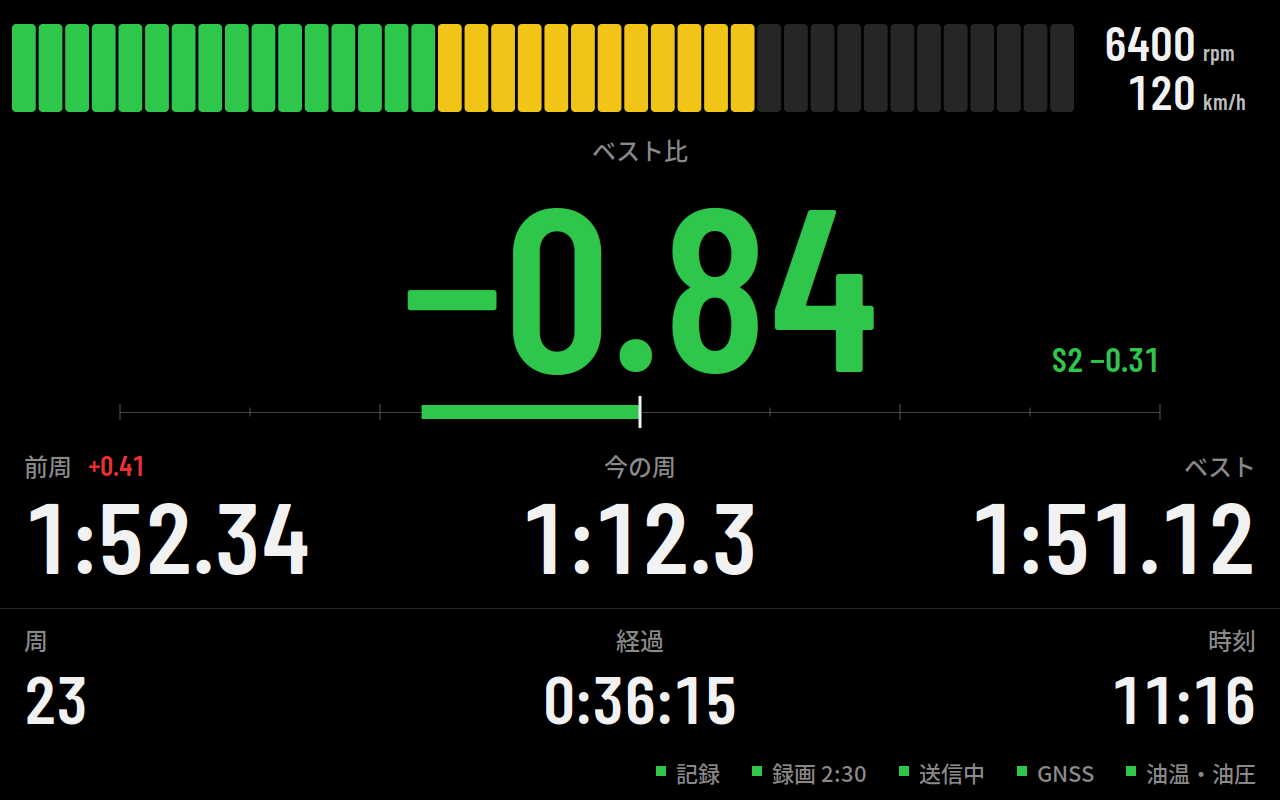 6400 rpm
120 km/h
ベスト比
−0.84
S2 −0.31
前周 +0.41 今の周 ベスト
1:52.34 1:12.3 1:51.12
周 経過 時刻
23 0:36:15 11:16
記録 録画 2:30 送信中 GNSS 油温・油圧